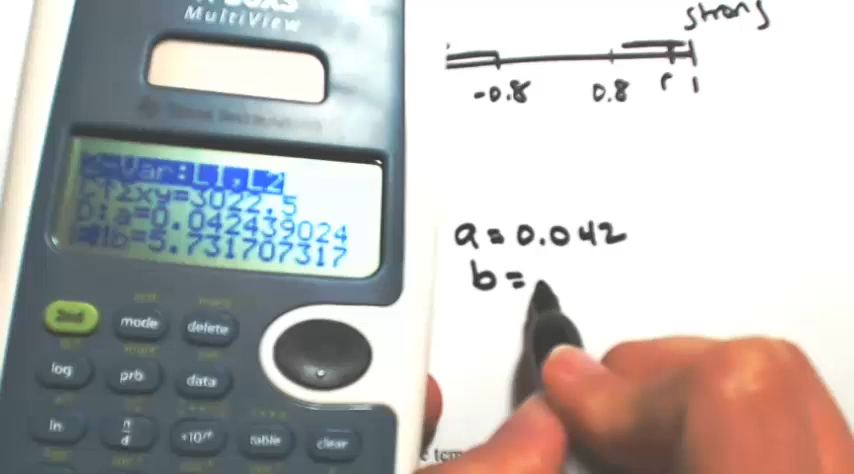 MultiView
strong
-0.8 0.8 r 1
2-Var:L1,L2
Σxy=3022.5
D:a=0.042439024
b=5.731707317
a = 0.042
b =
2nd mode delete
log prb data
ln n/d table clear